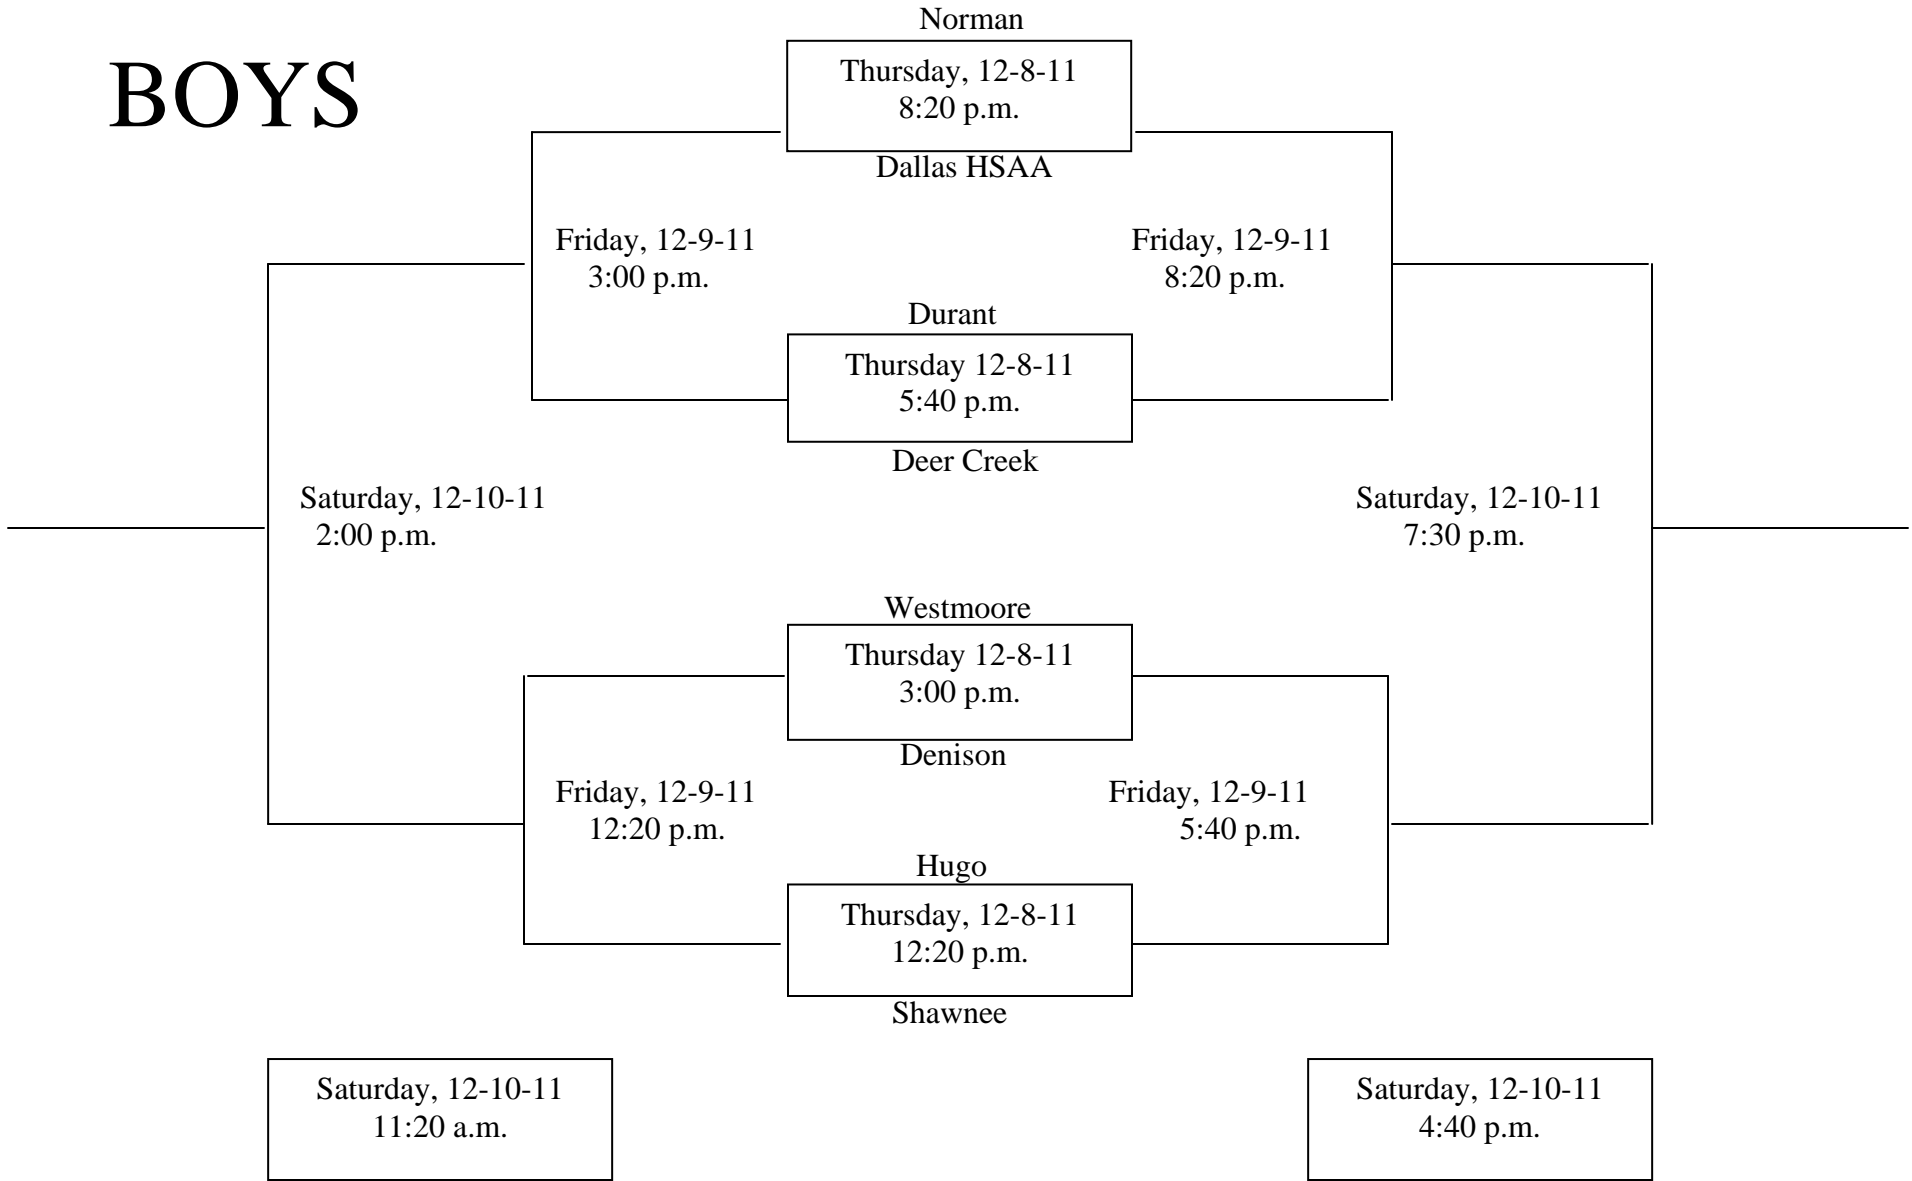 BOYS
Norman
Thursday, 12-8-11
8:20 p.m.
Dallas HSAA
Friday, 12-9-11
3:00 p.m.
Friday, 12-9-11
8:20 p.m.
Durant
Thursday 12-8-11
5:40 p.m.
Deer Creek
Saturday, 12-10-11
2:00 p.m.
Saturday, 12-10-11
7:30 p.m.
Westmoore
Thursday 12-8-11
3:00 p.m.
Denison
Friday, 12-9-11
12:20 p.m.
Friday, 12-9-11
5:40 p.m.
Hugo
Thursday, 12-8-11
12:20 p.m.
Shawnee
Saturday, 12-10-11
11:20 a.m.
Saturday, 12-10-11
4:40 p.m.